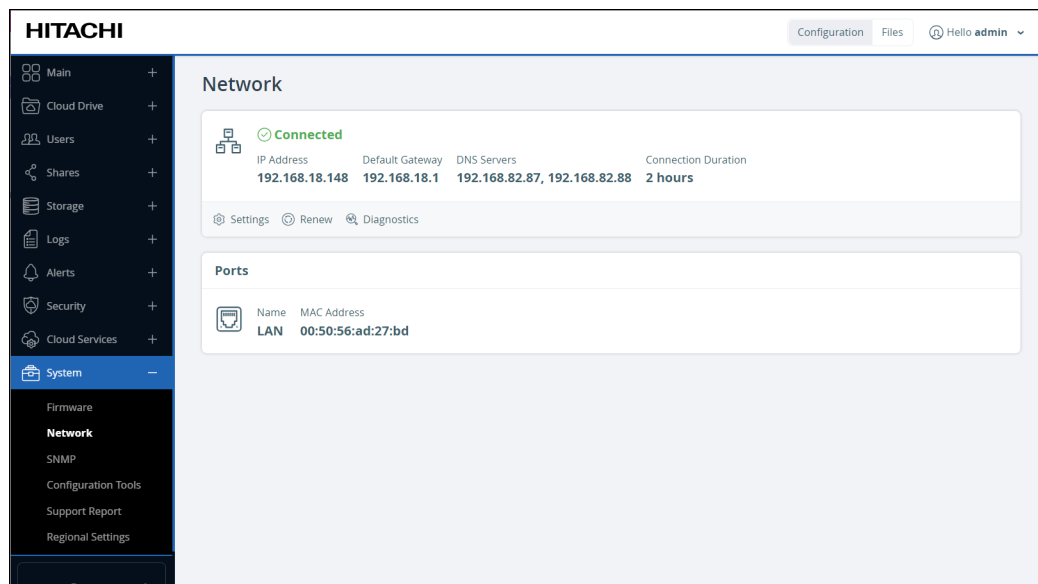 HITACHI
Configuration Files Hello admin
Main
Cloud Drive
Users
Shares
Storage
Logs
Alerts
Security
Cloud Services
System
Firmware
Network
SNMP
Configuration Tools
Support Report
Regional Settings
Network
Connected
IP Address Default Gateway DNS Servers Connection Duration
192.168.18.148 192.168.18.1 192.168.82.87, 192.168.82.88 2 hours
Settings Renew Diagnostics
Ports
Name MAC Address
LAN 00:50:56:ad:27:bd